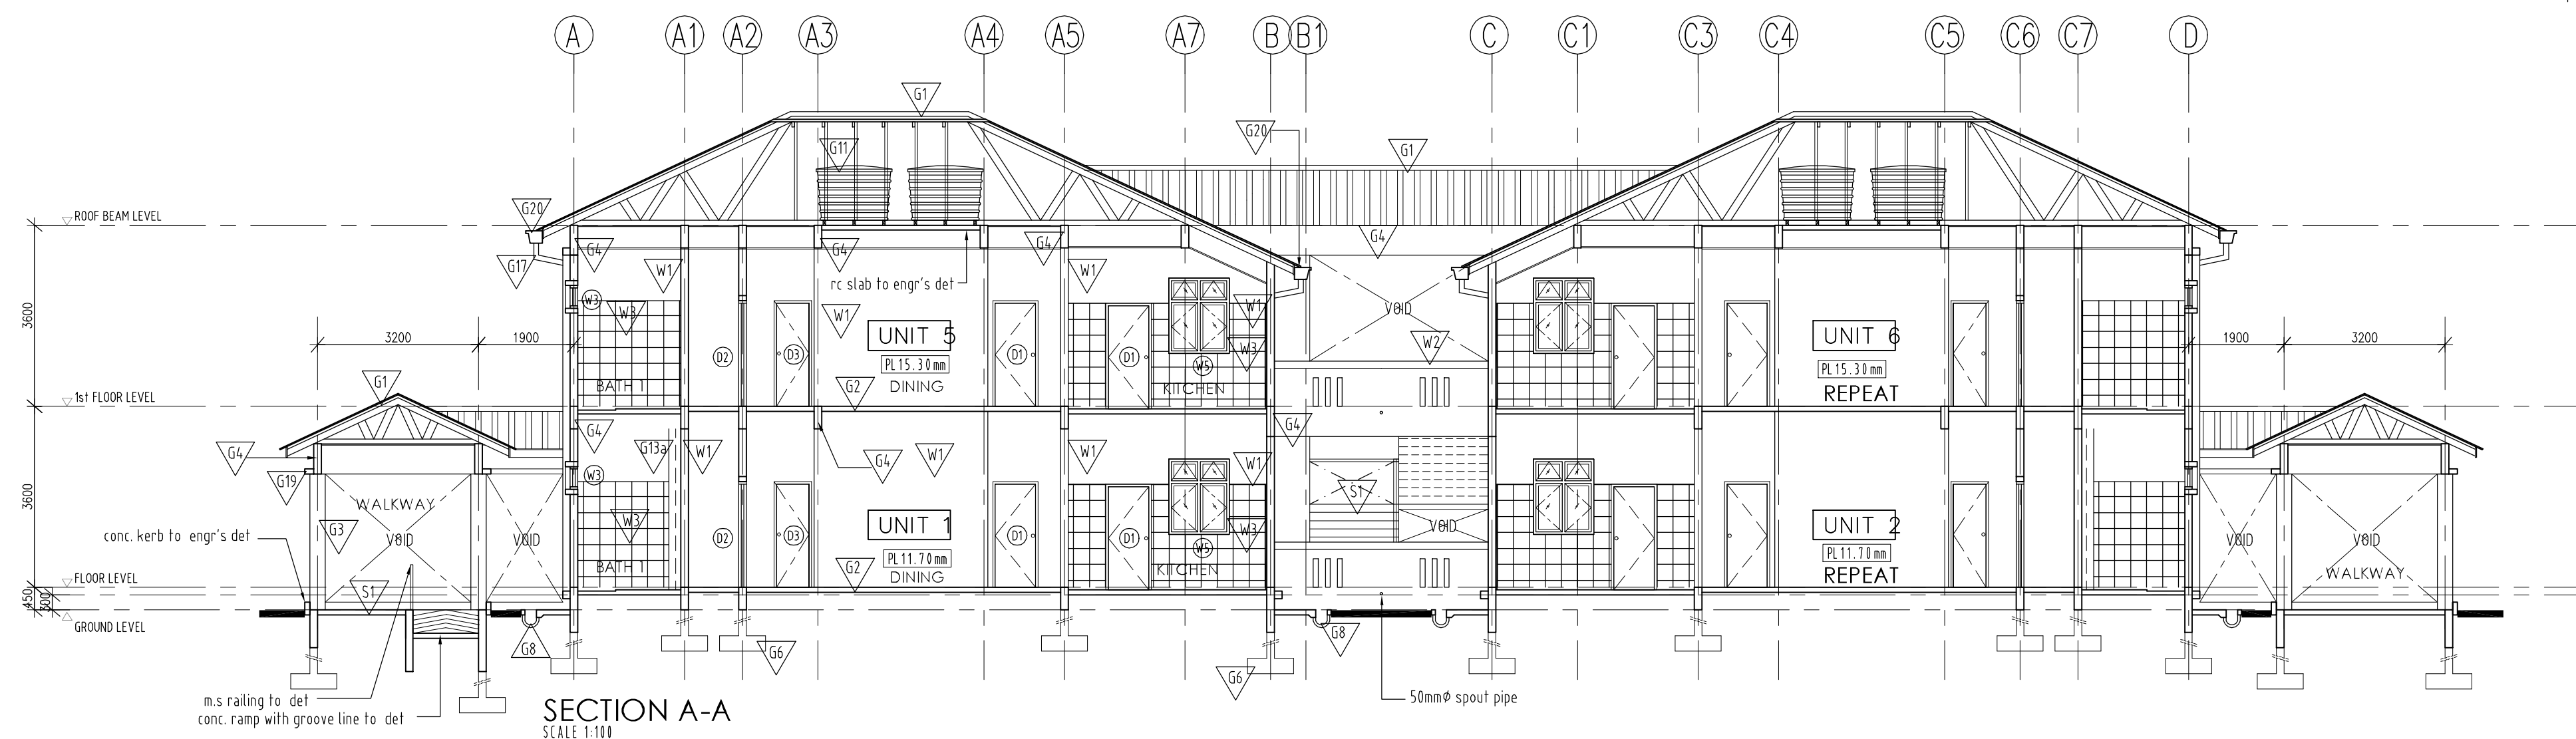 A A1 A2 A3 A4 A5 A7 B B1 C C1 C3 C4 C5 C6 C7 D
G1
G20
G11
G1
ROOF BEAM LEVEL
G20
G4
G4
G4
G4
G17
W1
W1
rc slab to engr's det
W3
W3
W1
W1
VOID
3600
3200
1900
UNIT 5
UNIT 6
1900
3200
D2
D3
D1
D1
W3
W2
PL15.30mm
W5
PL15.30mm
G1
BATH 1
G2
DINING
KITCHEN
REPEAT
1st FLOOR LEVEL
G4
G4
G4
G13a
W1
G4
W1
W1
W1
G19
W3
S1
3600
WALKWAY
G3
VOID
VOID
W3
UNIT 1
W3
VOID
UNIT 2
VOID
VOID
conc. kerb to engr's det
D2
D3
D1
D1
W5
PL11.70mm
PL11.70mm
BATH 1
G2
DINING
KITCHEN
REPEAT
WALKWAY
FLOOR LEVEL
S1
450
300
GROUND LEVEL
G8
G6
G8
G6
m.s railing to det
conc. ramp with groove line to det
50mmØ spout pipe
SECTION A-A
SCALE 1:100